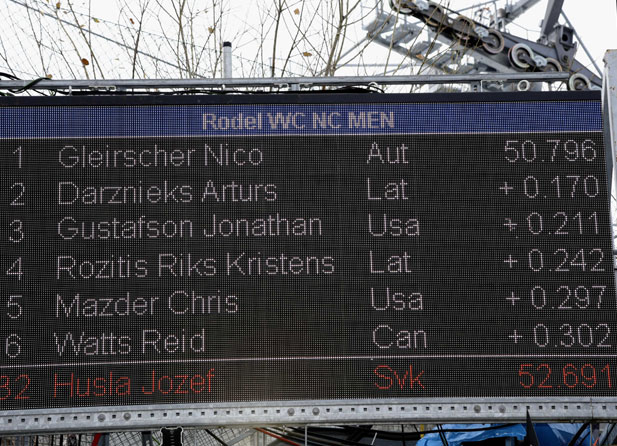 Rodel WC NC MEN
1 Gleirscher Nico Aut 50.796
2 Darznieks Arturs Lat + 0.170
3 Gustafson Jonathan Usa + 0.211
4 Rozitis Riks Kristens Lat + 0.242
5 Mazder Chris Usa + 0.297
6 Watts Reid Can + 0.302
32 Husla Jozef Svk 52.691